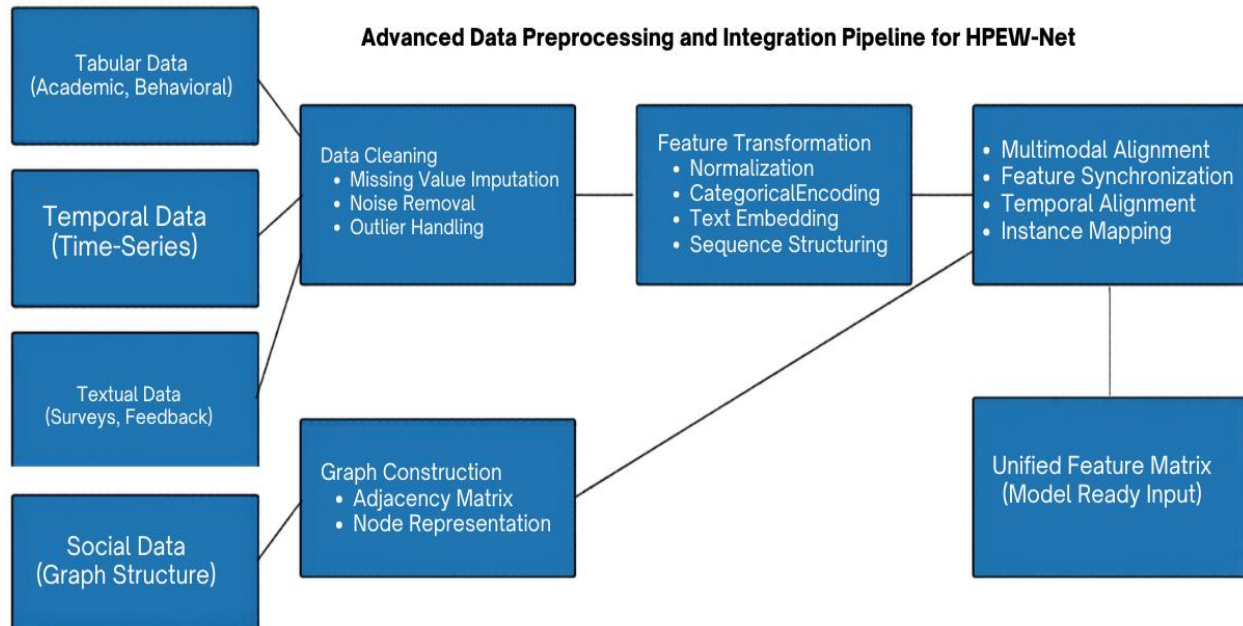 Advanced Data Preprocessing and Integration Pipeline for HPEW-Net
Tabular Data
(Academic, Behavioral)
Temporal Data
(Time-Series)
Textual Data
(Surveys, Feedback)
Social Data
(Graph Structure)
Data Cleaning
• Missing Value Imputation
• Noise Removal
• Outlier Handling
Graph Construction
• Adjacency Matrix
• Node Representation
Feature Transformation
• Normalization
• CategoricalEncoding
• Text Embedding
• Sequence Structuring
• Multimodal Alignment
• Feature Synchronization
• Temporal Alignment
• Instance Mapping
Unified Feature Matrix
(Model Ready Input)